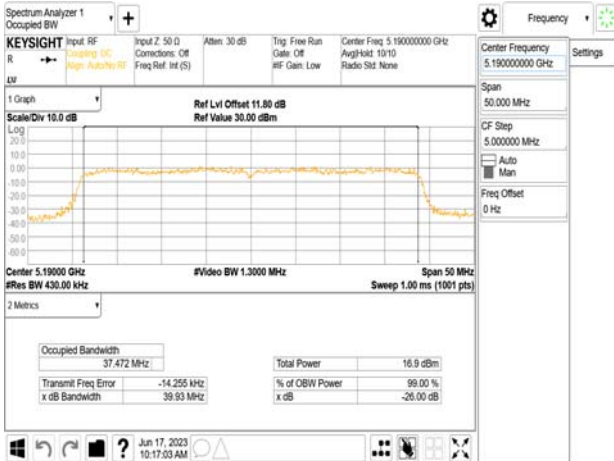 Spectrum Analyzer 1
Occupied BW
+
Frequency
KEYSIGHT
R
LV
Input: RF
Coupling: DC
Align: Auto/No RF
Input Z: 50 Ω
Corrections: Off
Freq Ref: Int (S)
Atten: 30 dB
Trig: Free Run
Gate: Off
#IF Gain: Low
Center Freq: 5.190000000 GHz
Avg|Hold: 10/10
Radio Std: None
Center Frequency
5.190000000 GHz
Settings
Span
50.000 MHz
CF Step
5.000000 MHz
Auto
Man
Freq Offset
0 Hz
1 Graph
Scale/Div 10.0 dB
Ref Lvl Offset 11.80 dB
Ref Value 30.00 dBm
Log
20.0
10.0
0.00
-10.0
-20.0
-30.0
-40.0
-50.0
-60.0
Center 5.19000 GHz
#Res BW 430.00 kHz
#Video BW 1.3000 MHz
Span 50 MHz
Sweep 1.00 ms (1001 pts)
2 Metrics
Occupied Bandwidth
37.472 MHz
Total Power 16.9 dBm
Transmit Freq Error -14.255 kHz
% of OBW Power 99.00 %
x dB Bandwidth 39.93 MHz
x dB -26.00 dB
?
Jun 17, 2023
10:17:03 AM